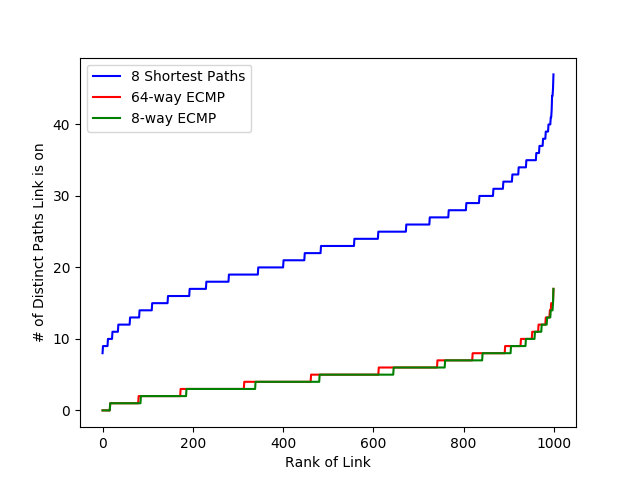 8 Shortest Paths
64-way ECMP
8-way ECMP
# of Distinct Paths Link is on
40
30
20
10
0
0 200 400 600 800 1000
Rank of Link